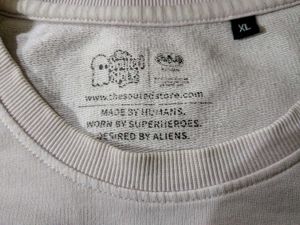 XL
www.thesouledstore.com
MADE BY HUMANS.
WORN BY SUPERHEROES.
DESIRED BY ALIENS.